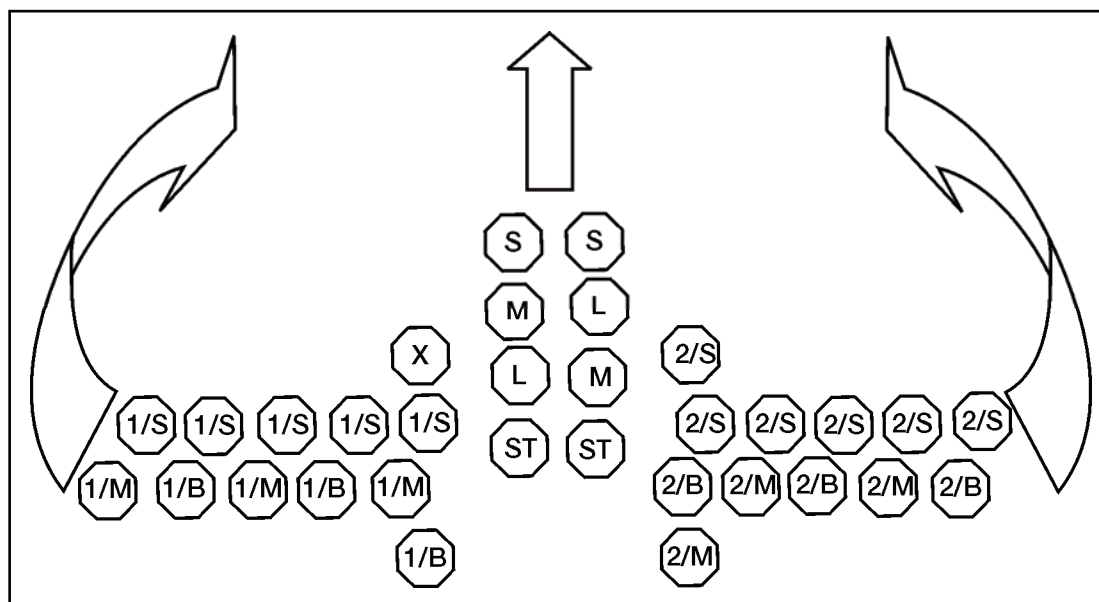 S S
M L
X L M 2/S
1/S 1/S 1/S 1/S 1/S ST ST 2/S 2/S 2/S 2/S 2/S
1/M 1/B 1/M 1/B 1/M 2/B 2/M 2/B 2/M 2/B
1/B 2/M